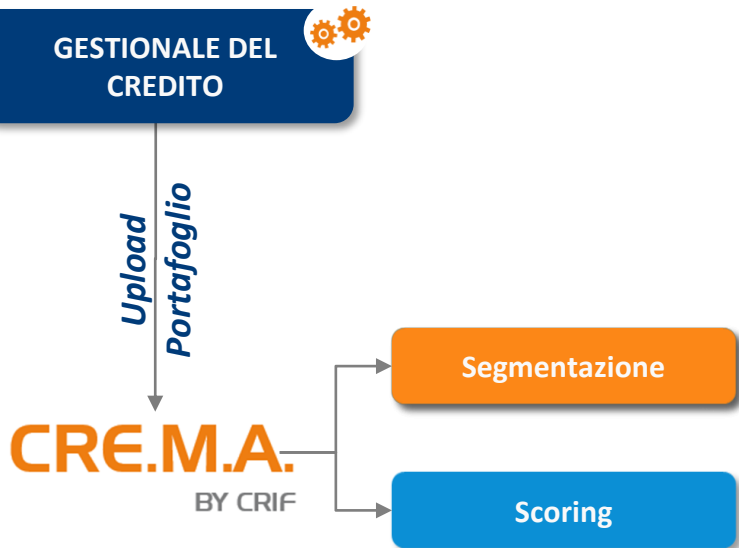 GESTIONALE DEL
CREDITO
Upload
Portafoglio
Segmentazione
CRE.M.A.
BY CRIF
Scoring